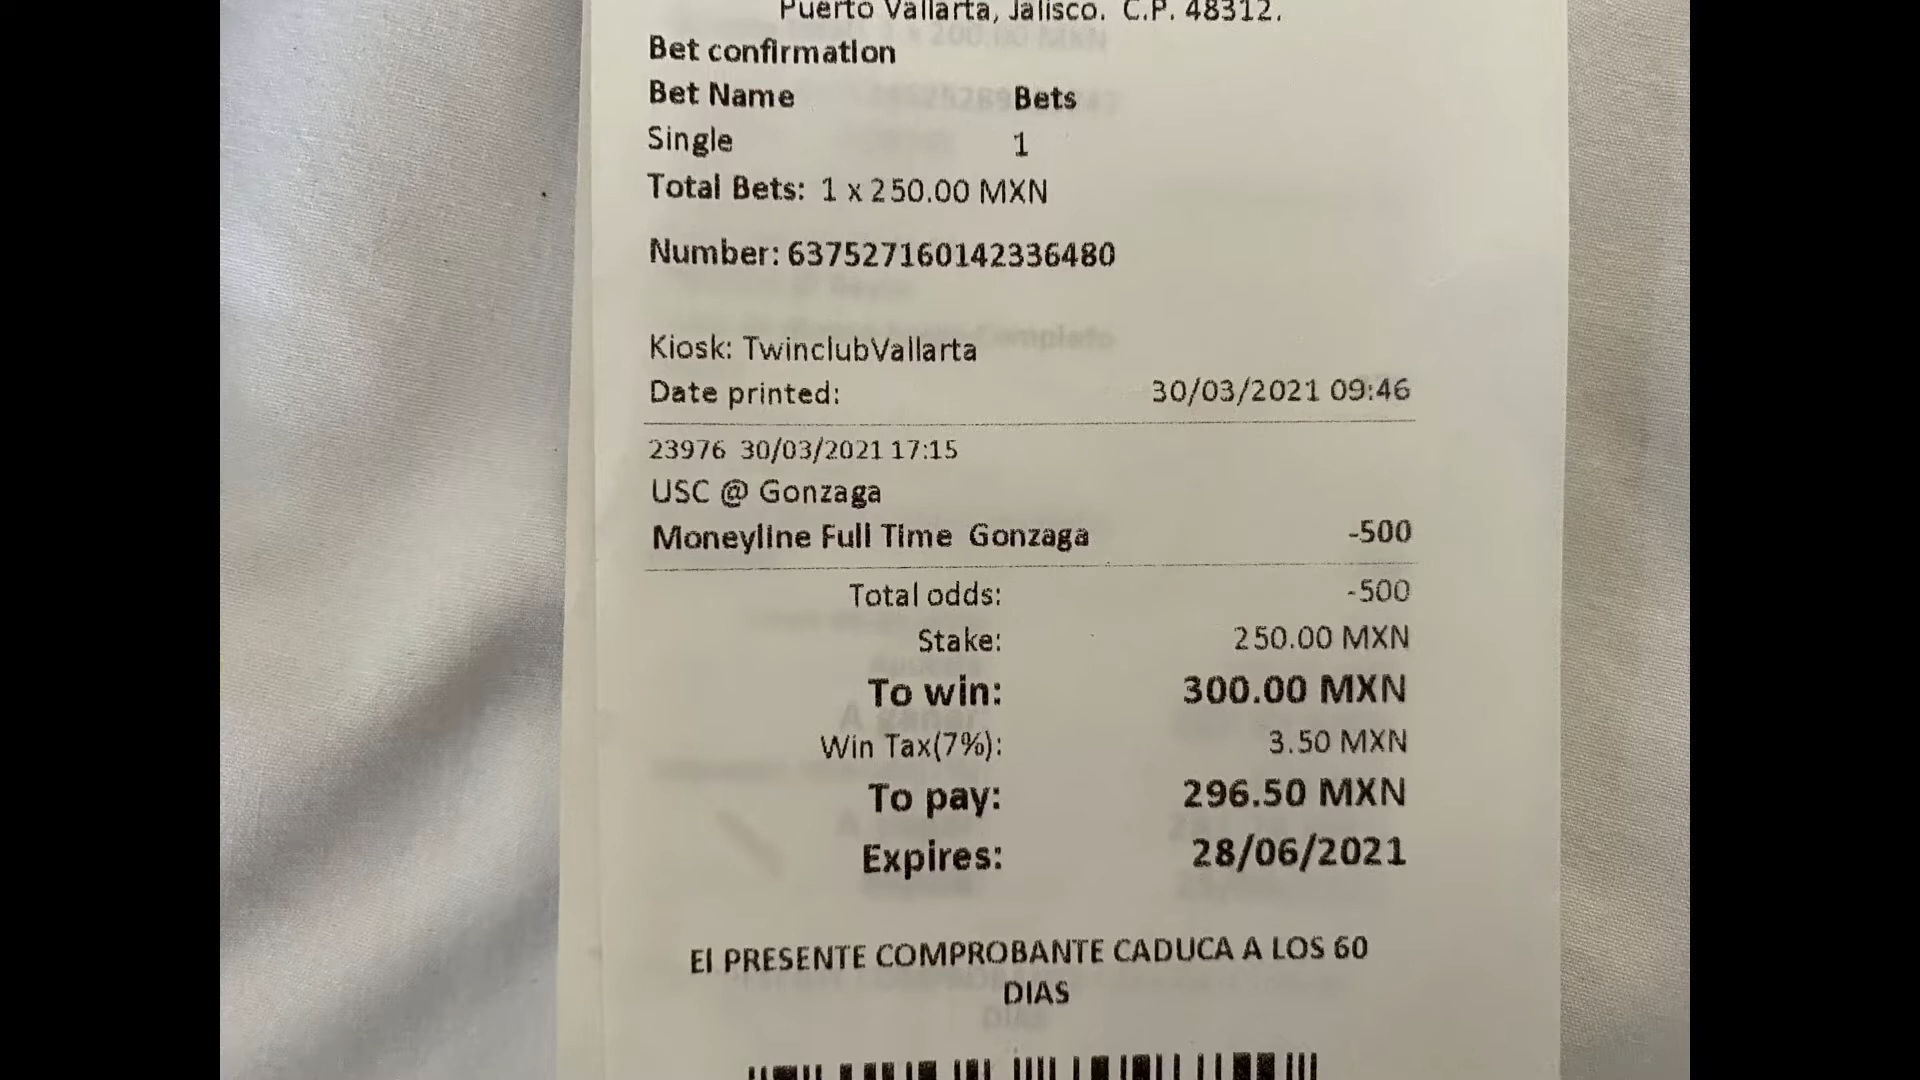 Puerto Vallarta, Jalisco. C.P. 48312.
Bet confirmation
Bet Name Bets
Single 1
Total Bets: 1 x 250.00 MXN
Number: 637527160142336480
Kiosk: TwinclubVallarta
Date printed: 30/03/2021 09:46
23976 30/03/2021 17:15
USC @ Gonzaga
Moneyline Full Time Gonzaga -500
Total odds: -500
Stake: 250.00 MXN
To win: 300.00 MXN
Win Tax(7%): 3.50 MXN
To pay: 296.50 MXN
Expires: 28/06/2021
El PRESENTE COMPROBANTE CADUCA A LOS 60
DIAS